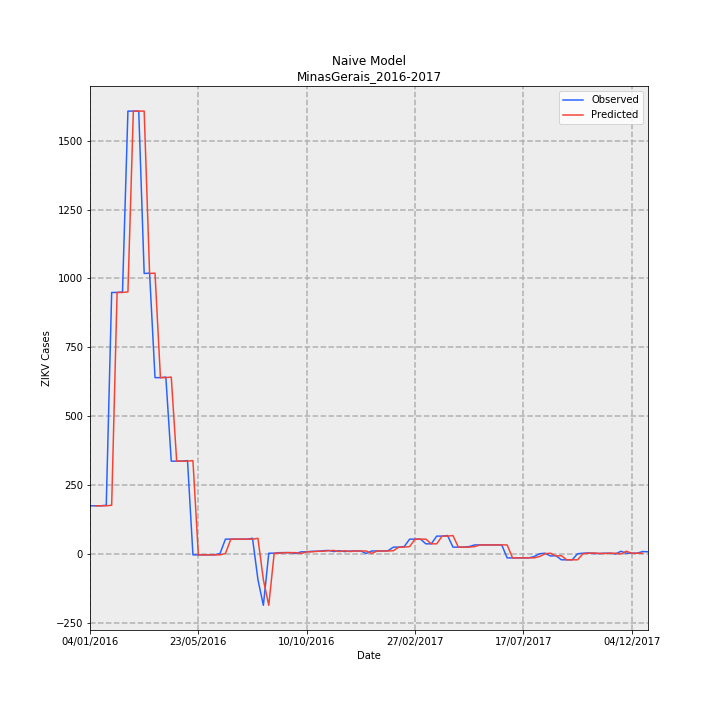 Naive Model
MinasGerais_2016-2017
Observed
Predicted
1500
1250
1000
750
500
250
0
−250
ZIKV Cases
04/01/2016 23/05/2016 10/10/2016 27/02/2017 17/07/2017 04/12/2017
Date